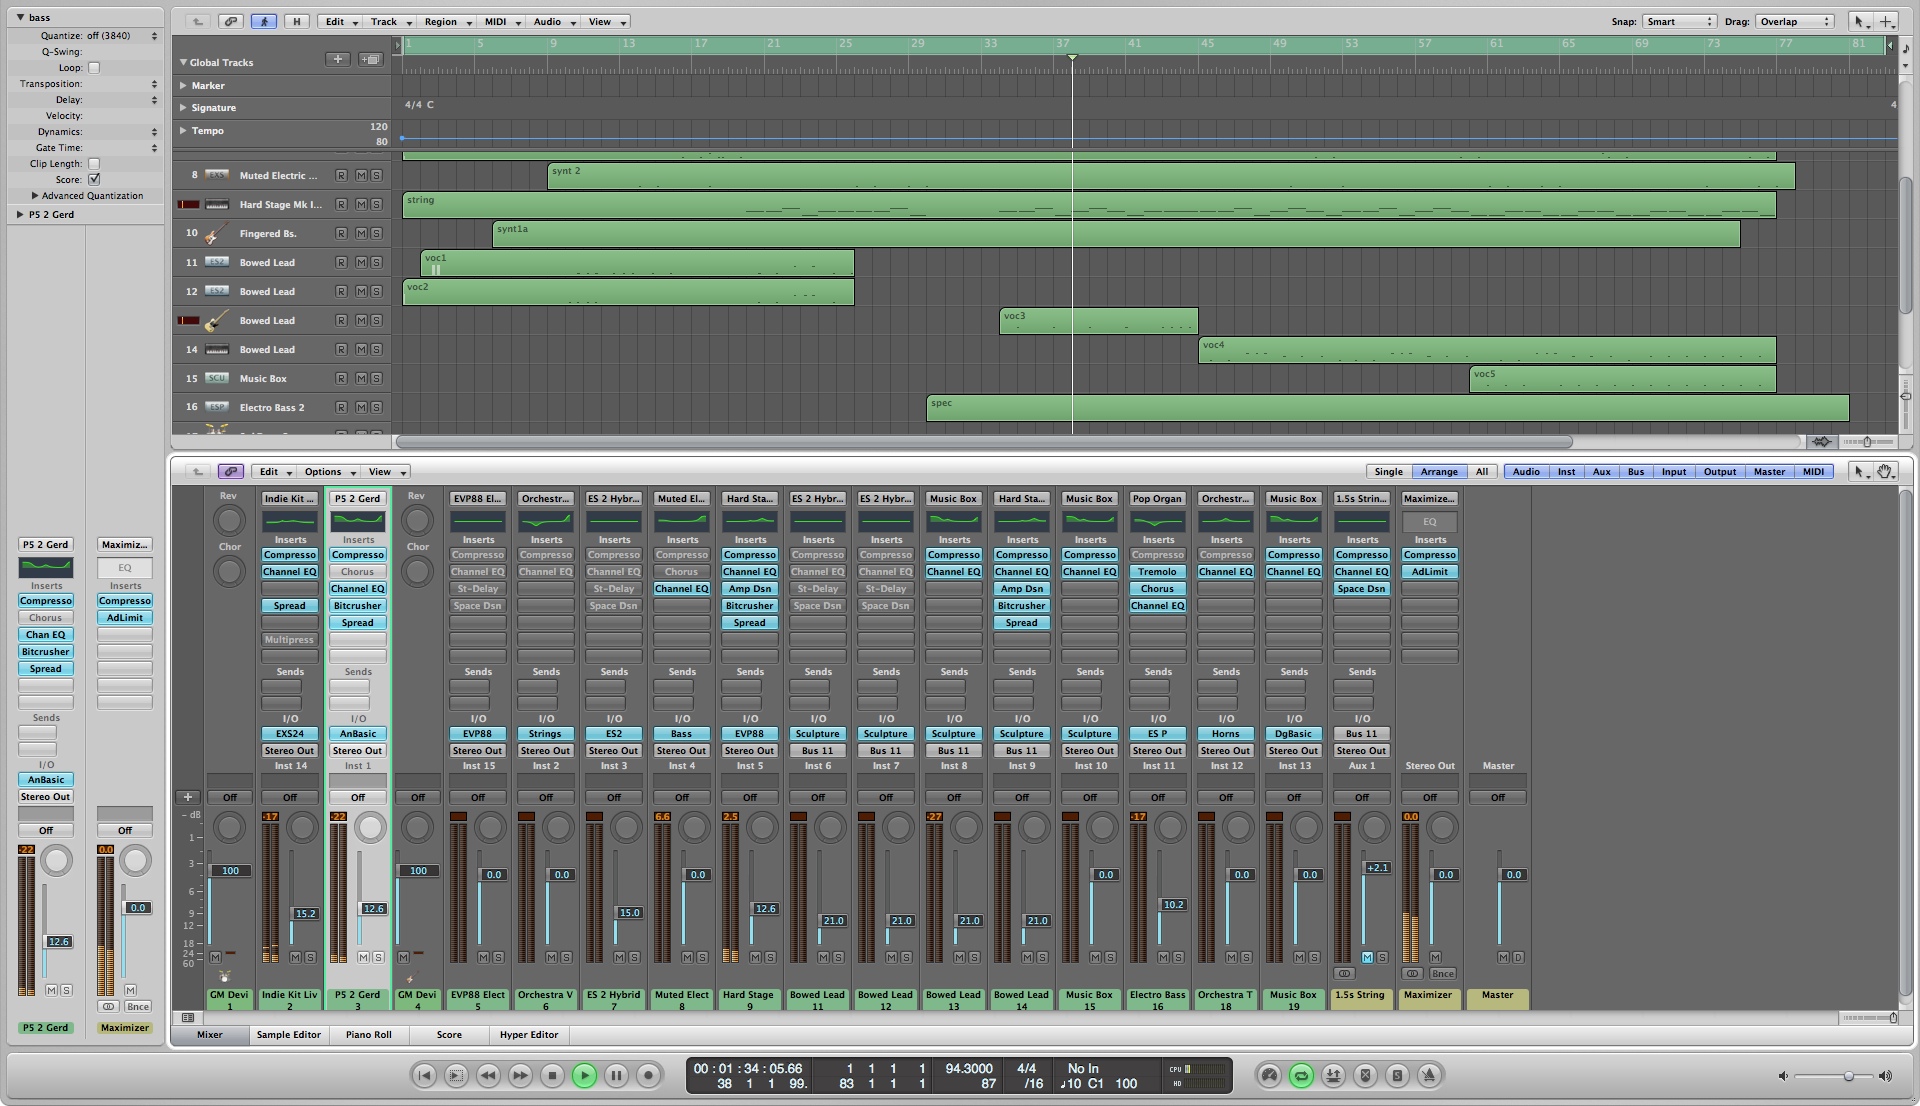 bass
Quantize: off (3840)
Q-Swing:
Loop:
Transposition:
Delay:
Velocity:
Dynamics:
Gate Time:
Clip Length:
Score:
Advanced Quantization
P5 2 Gerd
H Edit Track Region MIDI Audio View Snap: Smart Drag: Overlap
1 5 9 13 17 21 25 29 33 37 41 45 49 53 57 61 65 69 73 77 81
Global Tracks
Marker
Signature 4/4 C 4
Tempo 120
80
8 EXS Muted Electric ... R M S synt 2
Hard Stage Mk I... R M S string
10 Fingered Bs. R M S synt1a
11 ES2 Bowed Lead R M S voc1
12 ES2 Bowed Lead R M S voc2
Bowed Lead R M S voc3
14 Bowed Lead R M S voc4
15 SCU Music Box R M S voc5
16 ESP Electro Bass 2 R M S spec
Edit Options View Single Arrange All Audio Inst Aux Bus Input Output Master MIDI
Rev Indie Kit ... P5 2 Gerd Rev EVP88 El... Orchestr... ES 2 Hybr... Muted El... Hard Sta... ES 2 Hybr... ES 2 Hybr... Music Box Hard Sta... Music Box Pop Organ Orchestr... Music Box 1.5s Strin... Maximize...
EQ
Inserts Inserts Inserts Inserts Inserts Inserts Inserts Inserts Inserts Inserts Inserts Inserts Inserts Inserts Inserts Inserts Inserts
Chor Compresso Compresso Chor Compresso Compresso Compresso Compresso Compresso Compresso Compresso Compresso Compresso Compresso Compresso Compresso Compresso Compresso Compresso
Channel EQ Chorus Channel EQ Channel EQ Channel EQ Chorus Channel EQ Channel EQ Channel EQ Channel EQ Channel EQ Channel EQ Tremolo Channel EQ Channel EQ Channel EQ AdLimit
Channel EQ St-Delay St-Delay Channel EQ Amp Dsn St-Delay St-Delay Amp Dsn Chorus Space Dsn
Spread Bitcrusher Space Dsn Space Dsn Bitcrusher Space Dsn Space Dsn Bitcrusher Channel EQ
Spread Spread Spread
Multipress
Sends Sends Sends Sends Sends Sends Sends Sends Sends Sends Sends Sends Sends Sends Sends Sends
I/O I/O I/O I/O I/O I/O I/O I/O I/O I/O I/O I/O I/O I/O I/O I/O
EXS24 AnBasic EVP88 Strings ES2 Bass EVP88 Sculpture Sculpture Sculpture Sculpture Sculpture ES P Horns DgBasic Bus 11
Stereo Out Stereo Out Stereo Out Stereo Out Stereo Out Stereo Out Stereo Out Bus 11 Bus 11 Bus 11 Bus 11 Stereo Out Stereo Out Stereo Out Stereo Out Stereo Out
Inst 14 Inst 1 Inst 15 Inst 2 Inst 3 Inst 4 Inst 5 Inst 6 Inst 7 Inst 8 Inst 9 Inst 10 Inst 11 Inst 12 Inst 13 Aux 1 Stereo Out Master
Off Off Off Off Off Off Off Off Off Off Off Off Off Off Off Off Off Off Off Off
dB -17 -22 6.6 2.5 -27 -17 0.0
1
3
6
9
12
18
24
60
100 15.2 12.6 100 0.0 0.0 15.0 0.0 12.6 21.0 21.0 21.0 21.0 0.0 10.2 0.0 0.0 +2.1 0.0 0.0
M M S M S M M S M S M S M S M S M S M S M S M S M S M S M S M S M S M M D
Bnce
GM Devi Indie Kit Liv P5 2 Gerd GM Devi EVP88 Elect Orchestra V ES 2 Hybrid Muted Elect Hard Stage Bowed Lead Bowed Lead Bowed Lead Bowed Lead Music Box Electro Bass Orchestra T Music Box 1.5s String Maximizer Master
1 2 3 4 5 6 7 8 9 11 12 13 14 15 16 18 19
P5 2 Gerd Maximiz...
EQ
Inserts Inserts
Compresso Compresso
Chorus AdLimit
Chan EQ
Bitcrusher
Spread
Sends
I/O
AnBasic
Stereo Out
Off Off
-22 0.0
12.6 0.0
M S M
Bnce
P5 2 Gerd Maximizer
Mixer Sample Editor Piano Roll Score Hyper Editor
00 : 01 : 34 : 05.66 1 1 1 1 94.3000 4/4 No In CPU
38 1 1 99. 83 1 1 1 87 /16 10 C1 100 HD
S